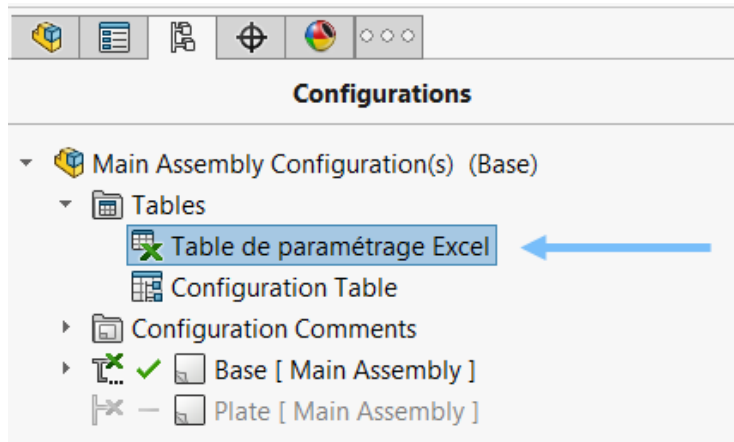 Configurations
Main Assembly Configuration(s) (Base)
Tables
Table de paramétrage Excel
Configuration Table
Configuration Comments
Base [ Main Assembly ]
Plate [ Main Assembly ]